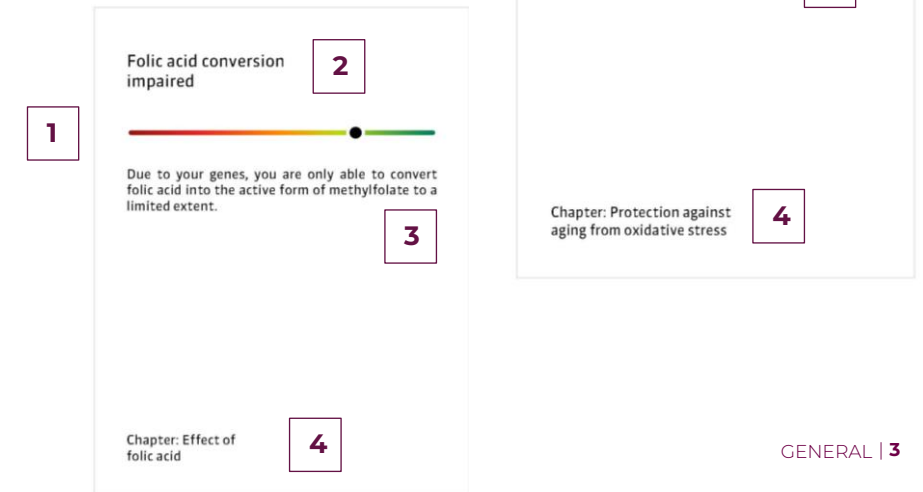 Folic acid conversion
impaired
2
1
Due to your genes, you are only able to convert
folic acid into the active form of methylfolate to a
limited extent.
3
Chapter: Effect of
folic acid
4
Chapter: Protection against
aging from oxidative stress
4
GENERAL | 3